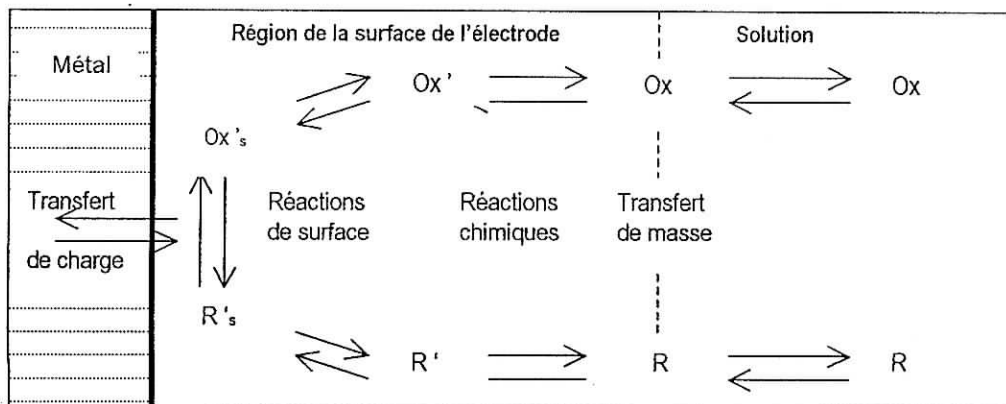 Région de la surface de l'électrode Solution
Métal
Ox' Ox Ox
Ox's
Transfert Réactions Réactions Transfert
de surface chimiques de masse
de charge
R's
R' R R